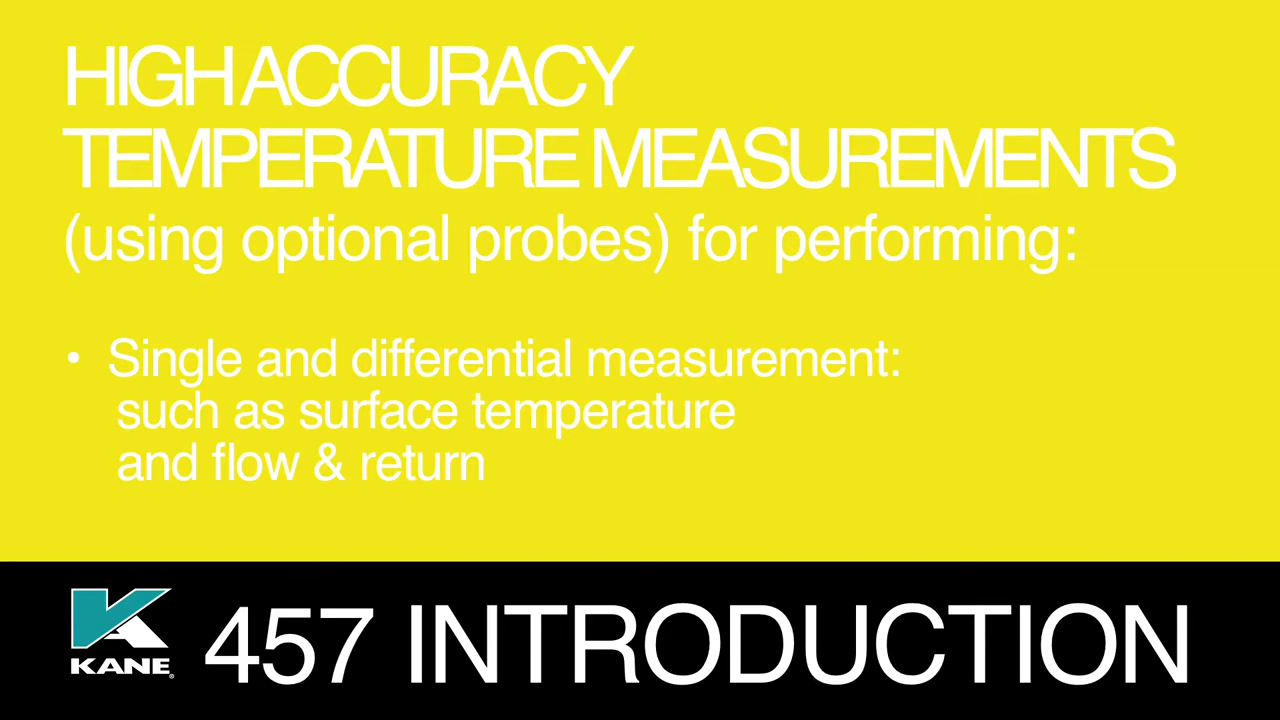 HIGH ACCURACY
TEMPERATURE MEASUREMENTS
(using optional probes) for performing:
• Single and differential measurement:
such as surface temperature
and flow & return
KANE®
457 INTRODUCTION